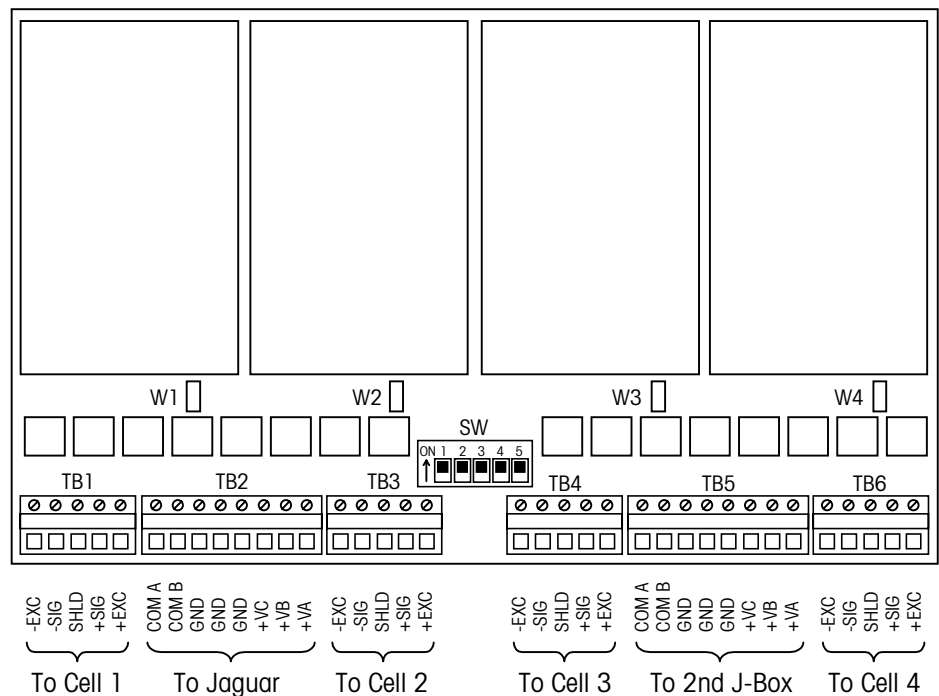 W1 W2 W3 W4
SW
ON 1 2 3 4 5
TB1 TB2 TB3 TB4 TB5 TB6
-EXC -SIG SHLD +SIG +EXC COM A COM B GND GND GND +VC +VB +VA -EXC -SIG SHLD +SIG +EXC -EXC -SIG SHLD +SIG +EXC COM A COM B GND GND GND +VC +VB +VA -EXC -SIG SHLD +SIG +EXC
To Cell 1 To Jaguar To Cell 2 To Cell 3 To 2nd J-Box To Cell 4